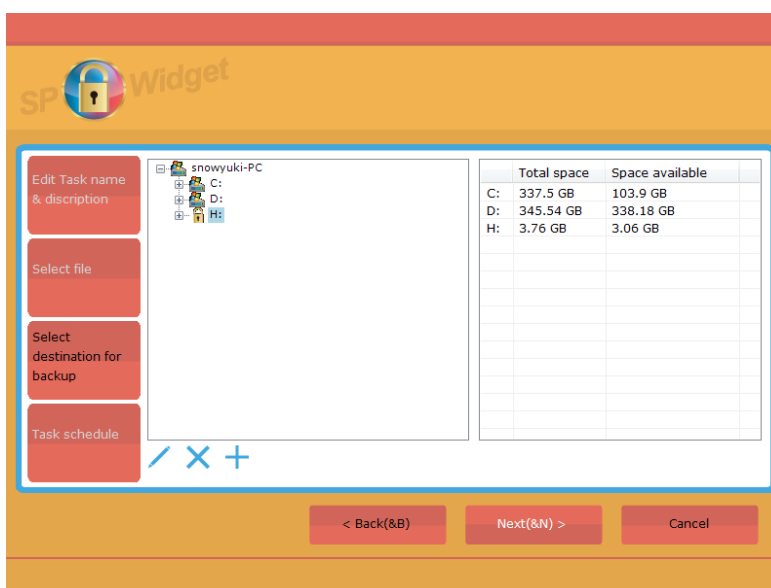 SP Widget
Edit Task name
& discription
Select file
Select
destination for
backup
Task schedule
snowyuki-PC
C:
D:
H:
Total space Space available
C: 337.5 GB 103.9 GB
D: 345.54 GB 338.18 GB
H: 3.76 GB 3.06 GB
< Back(&B) Next(&N) > Cancel